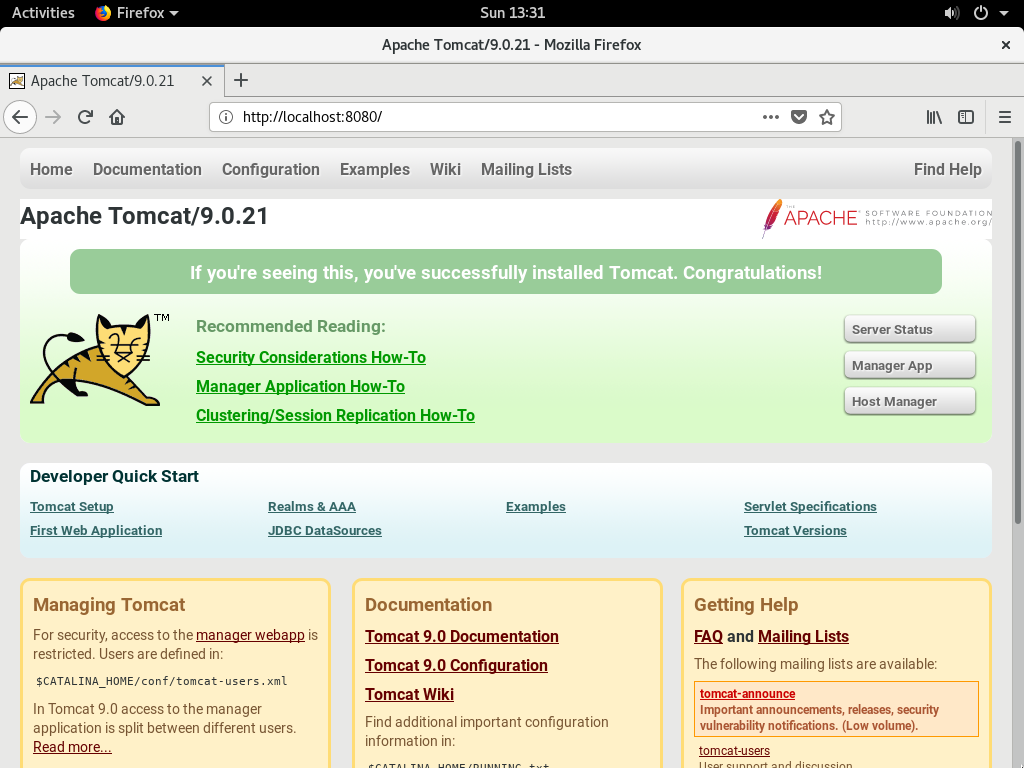 Activities Firefox Sun 13:31
Apache Tomcat/9.0.21 - Mozilla Firefox
Apache Tomcat/9.0.21
http://localhost:8080/
Home Documentation Configuration Examples Wiki Mailing Lists Find Help
Apache Tomcat/9.0.21
THE
APACHE
SOFTWARE FOUNDATION
http://www.apache.org/
If you're seeing this, you've successfully installed Tomcat. Congratulations!
TM
Recommended Reading:
Security Considerations How-To
Manager Application How-To
Clustering/Session Replication How-To
Server Status
Manager App
Host Manager
Developer Quick Start
Tomcat Setup
First Web Application
Realms & AAA
JDBC DataSources
Examples
Servlet Specifications
Tomcat Versions
Managing Tomcat
For security, access to the manager webapp is
restricted. Users are defined in:
$CATALINA_HOME/conf/tomcat-users.xml
In Tomcat 9.0 access to the manager
application is split between different users.
Read more...
Documentation
Tomcat 9.0 Documentation
Tomcat 9.0 Configuration
Tomcat Wiki
Find additional important configuration
information in:
$CATALINA_HOME/RUNNING.txt
Getting Help
FAQ and Mailing Lists
The following mailing lists are available:
tomcat-announce
Important announcements, releases, security
vulnerability notifications. (Low volume).
tomcat-users
User support and discussion